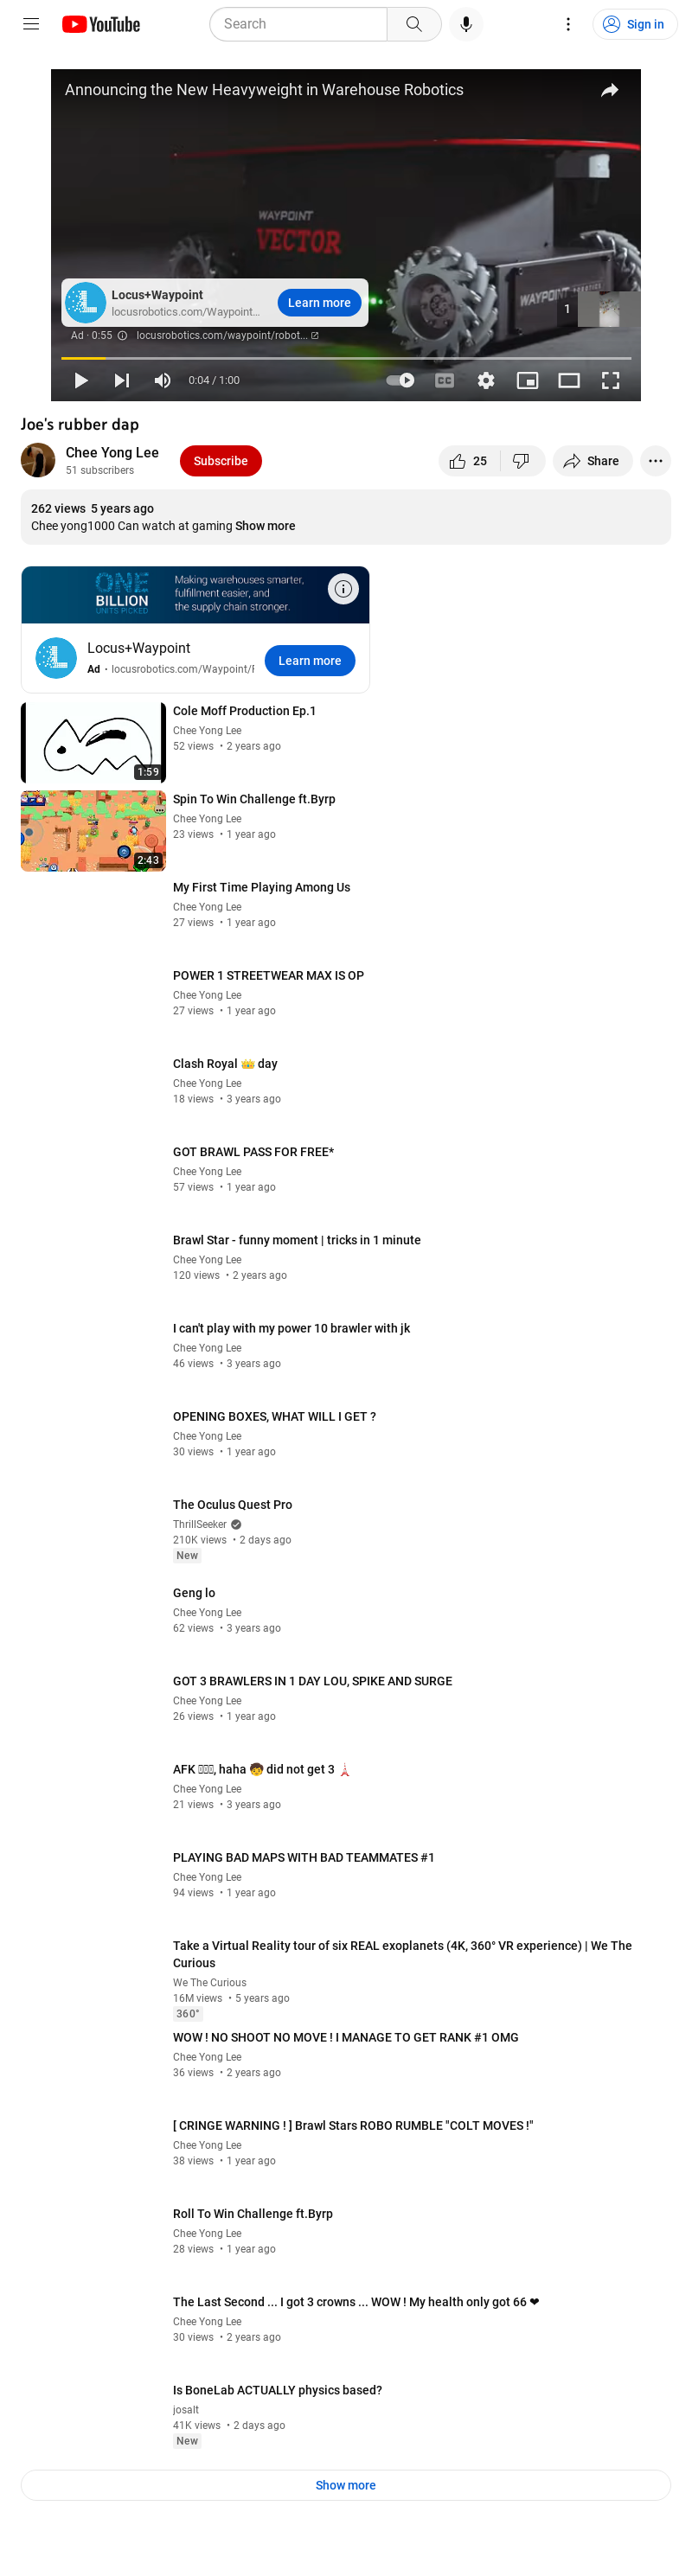 YouTube
Search
Sign in
Announcing the New Heavyweight in Warehouse Robotics
WAYPOINT
VECTOR
WAYPOINT ROBOTICS
Locus+Waypoint
locusrobotics.com/Waypoint...
Learn more
1
Ad · 0:55
locusrobotics.com/waypoint/robot...
0:04 / 1:00
CC
Joe's rubber dap
Chee Yong Lee
51 subscribers
Subscribe
25
Share
262 views 5 years ago
Chee yong1000 Can watch at gaming Show more
ONE
BILLION
UNITS PICKED
Making warehouses smarter,
fulfillment easier, and
the supply chain stronger.
Locus+Waypoint
Ad · locusrobotics.com/Waypoint/
Learn more
Cole Moff Production Ep.1
Chee Yong Lee
52 views • 2 years ago
1:59
Spin To Win Challenge ft.Byrp
Chee Yong Lee
23 views • 1 year ago
2:43
My First Time Playing Among Us
Chee Yong Lee
27 views • 1 year ago
POWER 1 STREETWEAR MAX IS OP
Chee Yong Lee
27 views • 1 year ago
Clash Royal 👑 day
Chee Yong Lee
18 views • 3 years ago
GOT BRAWL PASS FOR FREE*
Chee Yong Lee
57 views • 1 year ago
Brawl Star - funny moment | tricks in 1 minute
Chee Yong Lee
120 views • 2 years ago
I can't play with my power 10 brawler with jk
Chee Yong Lee
46 views • 3 years ago
OPENING BOXES, WHAT WILL I GET ?
Chee Yong Lee
30 views • 1 year ago
The Oculus Quest Pro
ThrillSeeker
210K views • 2 days ago
New
Geng lo
Chee Yong Lee
62 views • 3 years ago
GOT 3 BRAWLERS IN 1 DAY LOU, SPIKE AND SURGE
Chee Yong Lee
26 views • 1 year ago
AFK , haha 🧒 did not get 3 🗼
Chee Yong Lee
21 views • 3 years ago
PLAYING BAD MAPS WITH BAD TEAMMATES #1
Chee Yong Lee
94 views • 1 year ago
Take a Virtual Reality tour of six REAL exoplanets (4K, 360° VR experience) | We The
Curious
We The Curious
16M views • 5 years ago
360°
WOW ! NO SHOOT NO MOVE ! I MANAGE TO GET RANK #1 OMG
Chee Yong Lee
36 views • 2 years ago
[ CRINGE WARNING ! ] Brawl Stars ROBO RUMBLE "COLT MOVES !"
Chee Yong Lee
38 views • 1 year ago
Roll To Win Challenge ft.Byrp
Chee Yong Lee
28 views • 1 year ago
The Last Second ... I got 3 crowns ... WOW ! My health only got 66 ❤
Chee Yong Lee
30 views • 2 years ago
Is BoneLab ACTUALLY physics based?
josalt
41K views • 2 days ago
New
Show more